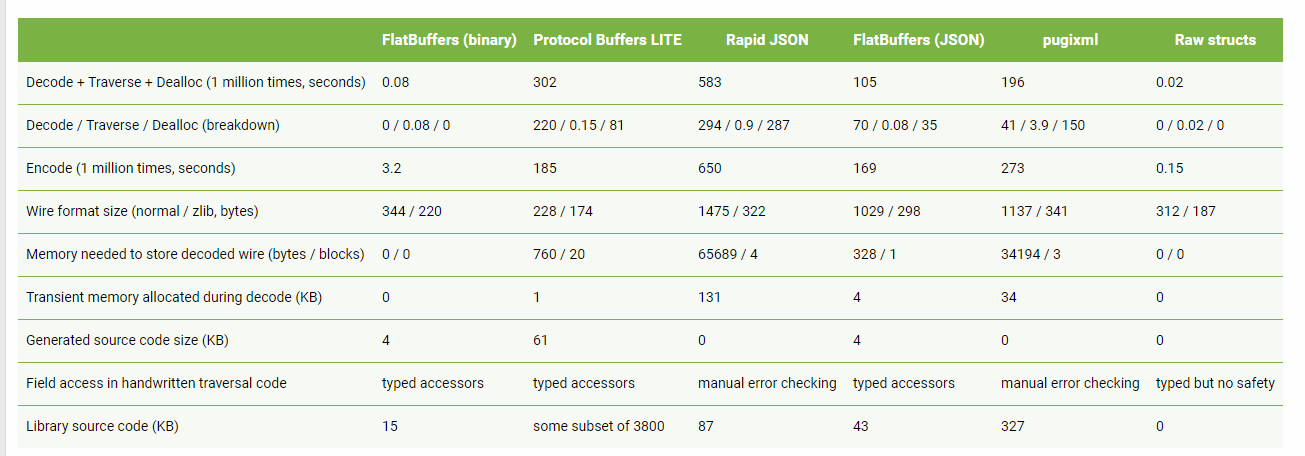 FlatBuffers (binary) Protocol Buffers LITE Rapid JSON FlatBuffers (JSON) pugixml Raw structs
Decode + Traverse + Dealloc (1 million times, seconds) 0.08 302 583 105 196 0.02
Decode / Traverse / Dealloc (breakdown) 0 / 0.08 / 0 220 / 0.15 / 81 294 / 0.9 / 287 70 / 0.08 / 35 41 / 3.9 / 150 0 / 0.02 / 0
Encode (1 million times, seconds) 3.2 185 650 169 273 0.15
Wire format size (normal / zlib, bytes) 344 / 220 228 / 174 1475 / 322 1029 / 298 1137 / 341 312 / 187
Memory needed to store decoded wire (bytes / blocks) 0 / 0 760 / 20 65689 / 4 328 / 1 34194 / 3 0 / 0
Transient memory allocated during decode (KB) 0 1 131 4 34 0
Generated source code size (KB) 4 61 0 4 0 0
Field access in handwritten traversal code typed accessors typed accessors manual error checking typed accessors manual error checking typed but no safety
Library source code (KB) 15 some subset of 3800 87 43 327 0